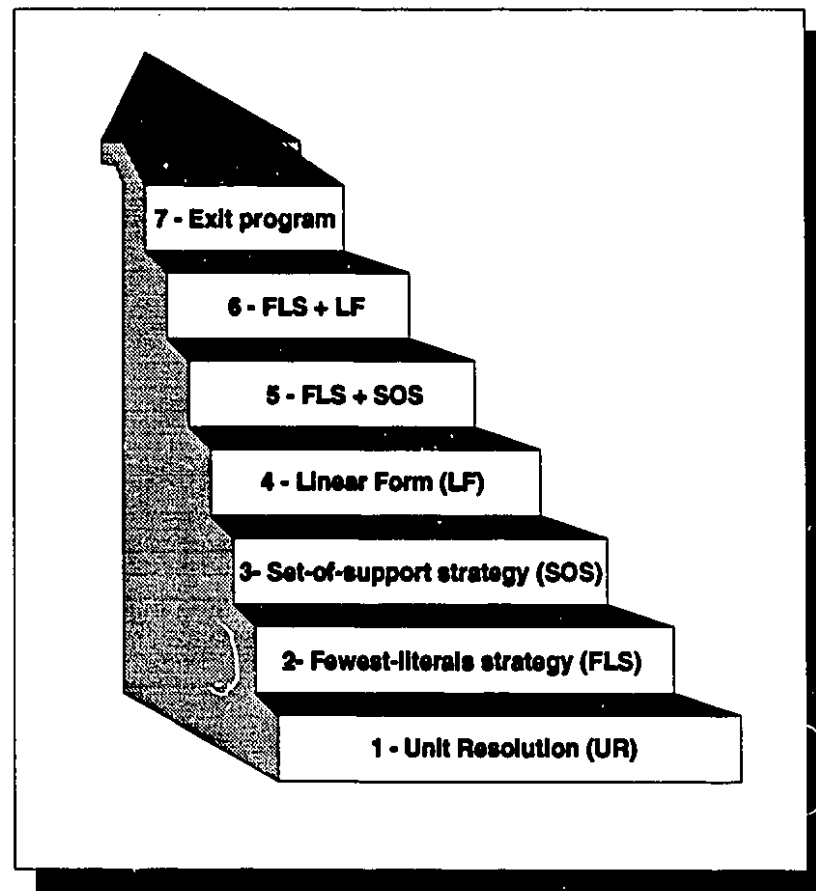 7 - Exit program
6 - FLS + LF
5 - FLS + SOS
4 - Linear Form (LF)
3- Set-of-support strategy (SOS)
2- Fewest-literals strategy (FLS)
1 - Unit Resolution (UR)